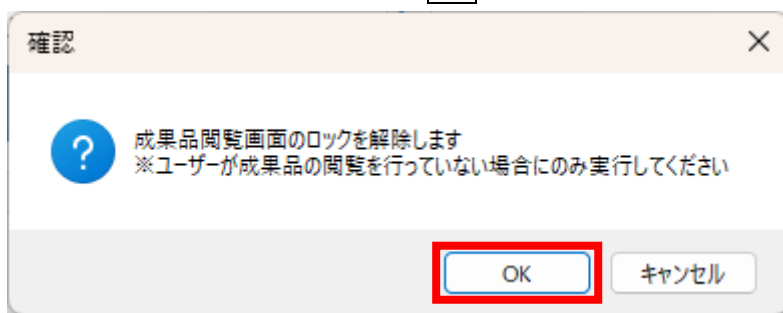 確認
成果品閲覧画面のロックを解除します
※ユーザーが成果品の閲覧を行っていない場合にのみ実行してください
OK
キャンセル